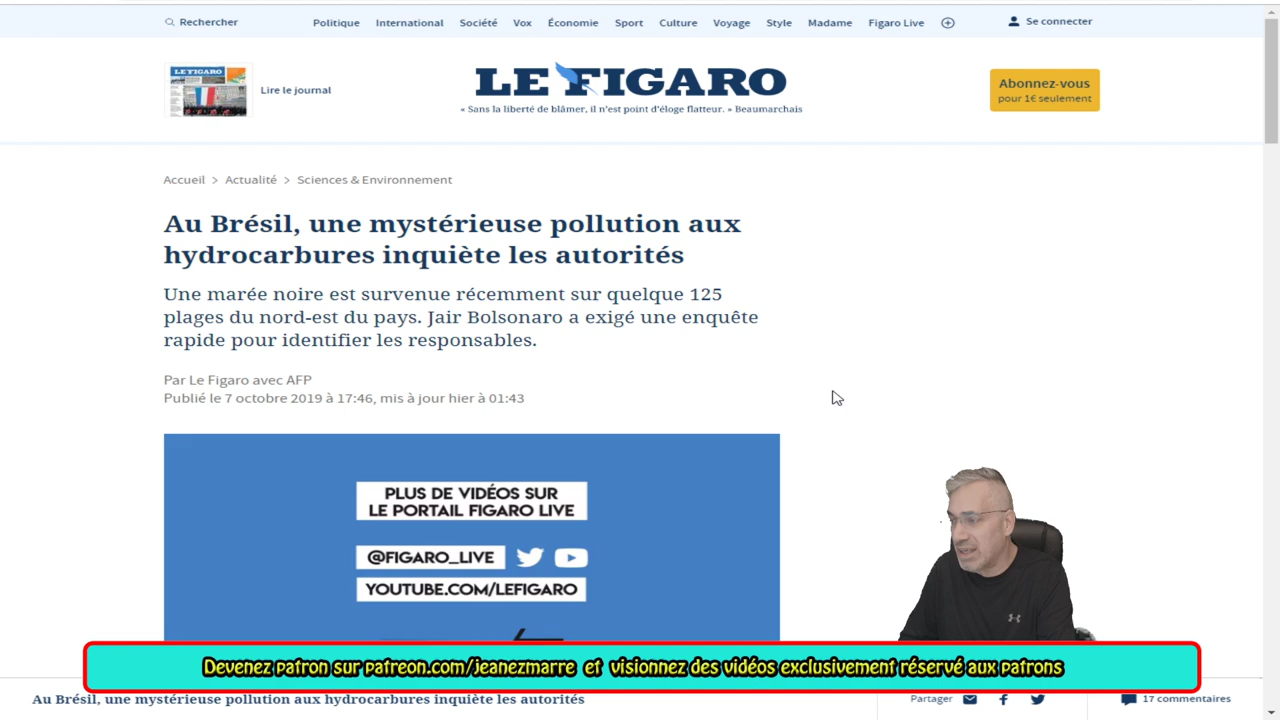 Rechercher
Politique International Société Vox Économie Sport Culture Voyage Style Madame Figaro Live
Se connecter
LE FIGARO
Lire le journal
LE FIGARO
« Sans la liberté de blâmer, il n'est point d'éloge flatteur. » Beaumarchais
Abonnez-vous
pour 1€ seulement
Accueil > Actualité > Sciences & Environnement
Au Brésil, une mystérieuse pollution aux
hydrocarbures inquiète les autorités
Une marée noire est survenue récemment sur quelque 125
plages du nord-est du pays. Jair Bolsonaro a exigé une enquête
rapide pour identifier les responsables.
Par Le Figaro avec AFP
Publié le 7 octobre 2019 à 17:46, mis à jour hier à 01:43
PLUS DE VIDÉOS SUR
LE PORTAIL FIGARO LIVE
@FIGARO_LIVE
YOUTUBE.COM/LEFIGARO
Devenez patron sur patreon.com/jeanezmarre et visionnez des vidéos exclusivement réservé aux patrons
Au Brésil, une mystérieuse pollution aux hydrocarbures inquiète les autorités
Partager
17 commentaires